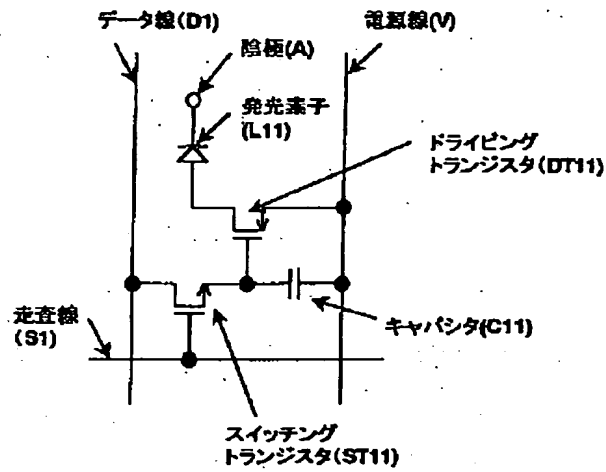 データ線(D1)
電源線(V)
陰極(A)
発光素子
(L11)
ドライビング
トランジスタ(DT11)
走査線
(S1)
キャパシタ(C11)
スイッチング
トランジスタ(ST11)